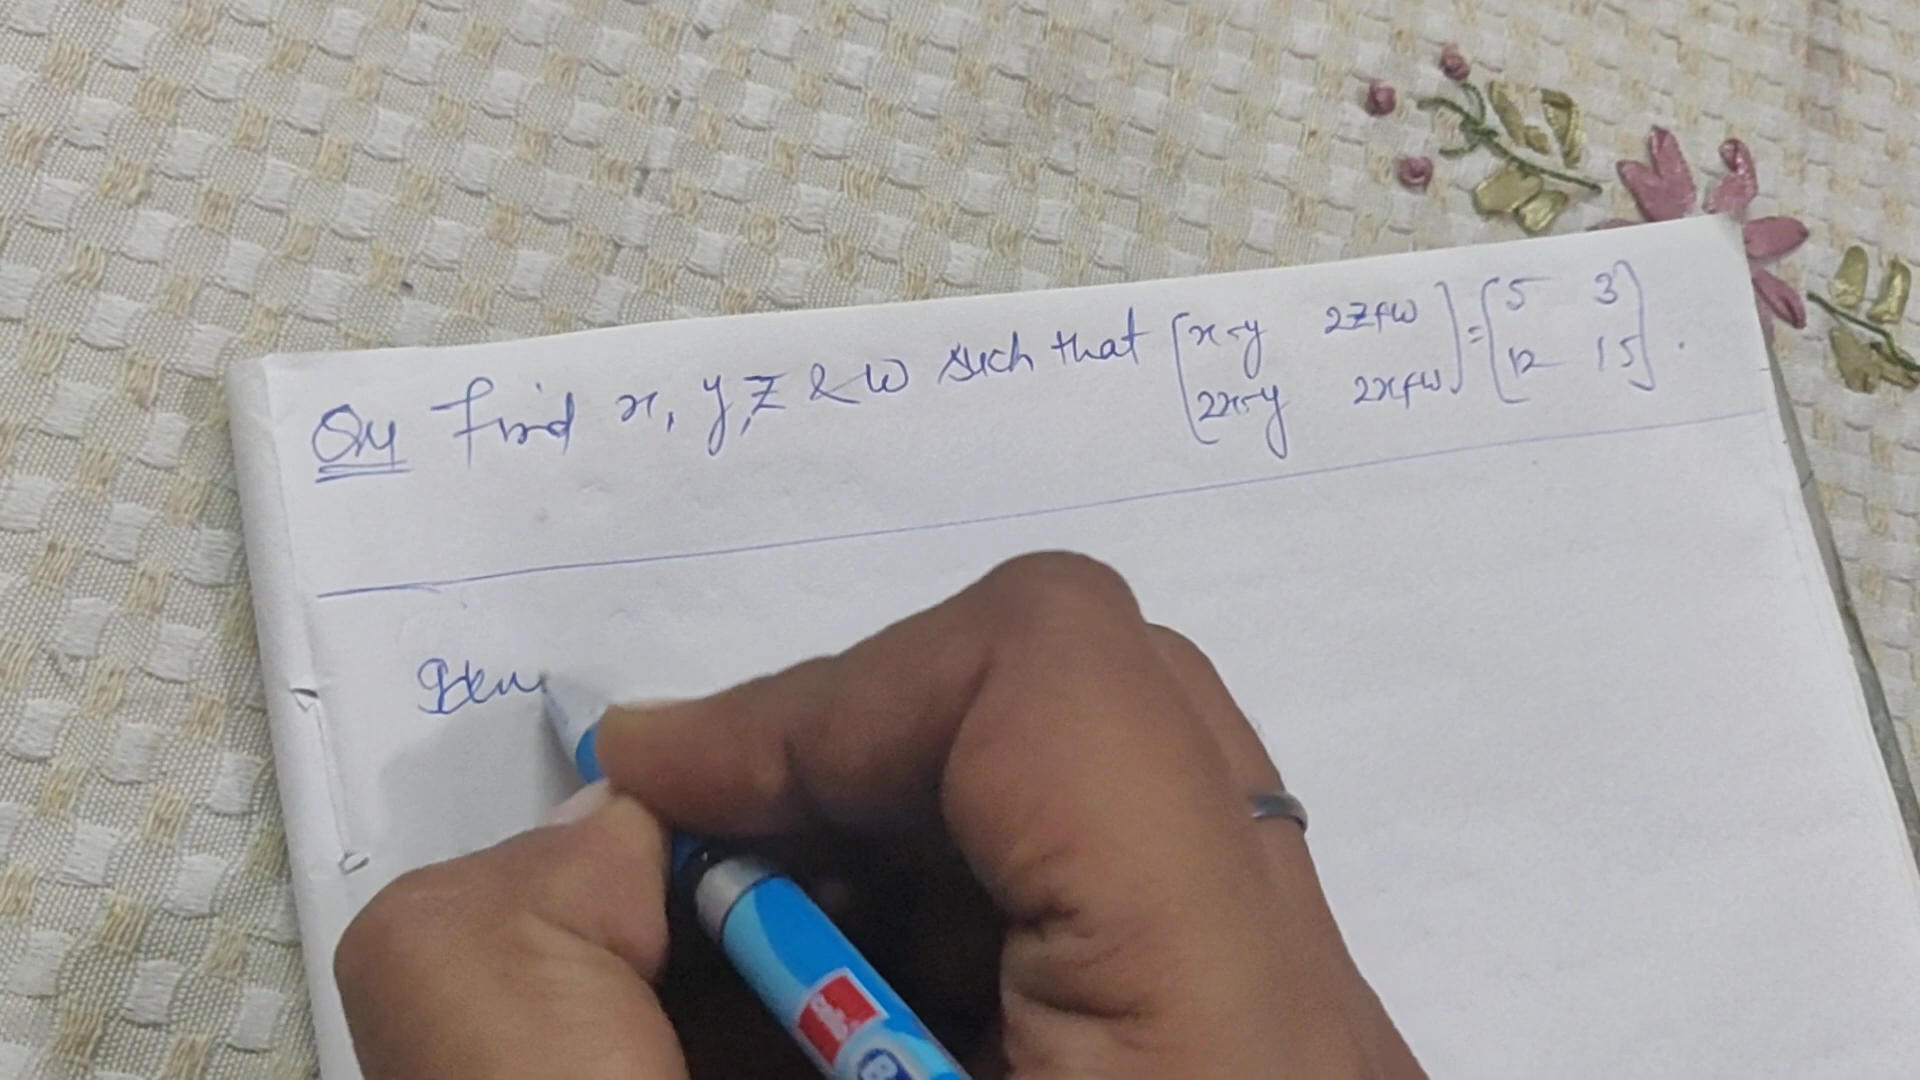 Q4 Find x, y, z & w such that [x-y 2z+w] = [5 3]
[2x-y 2x+w] [12 15].